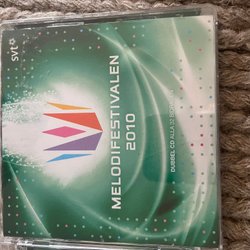 svt
MELODIFESTIVALEN
2010
DUBBEL CD ALLA 32 BIDRAG